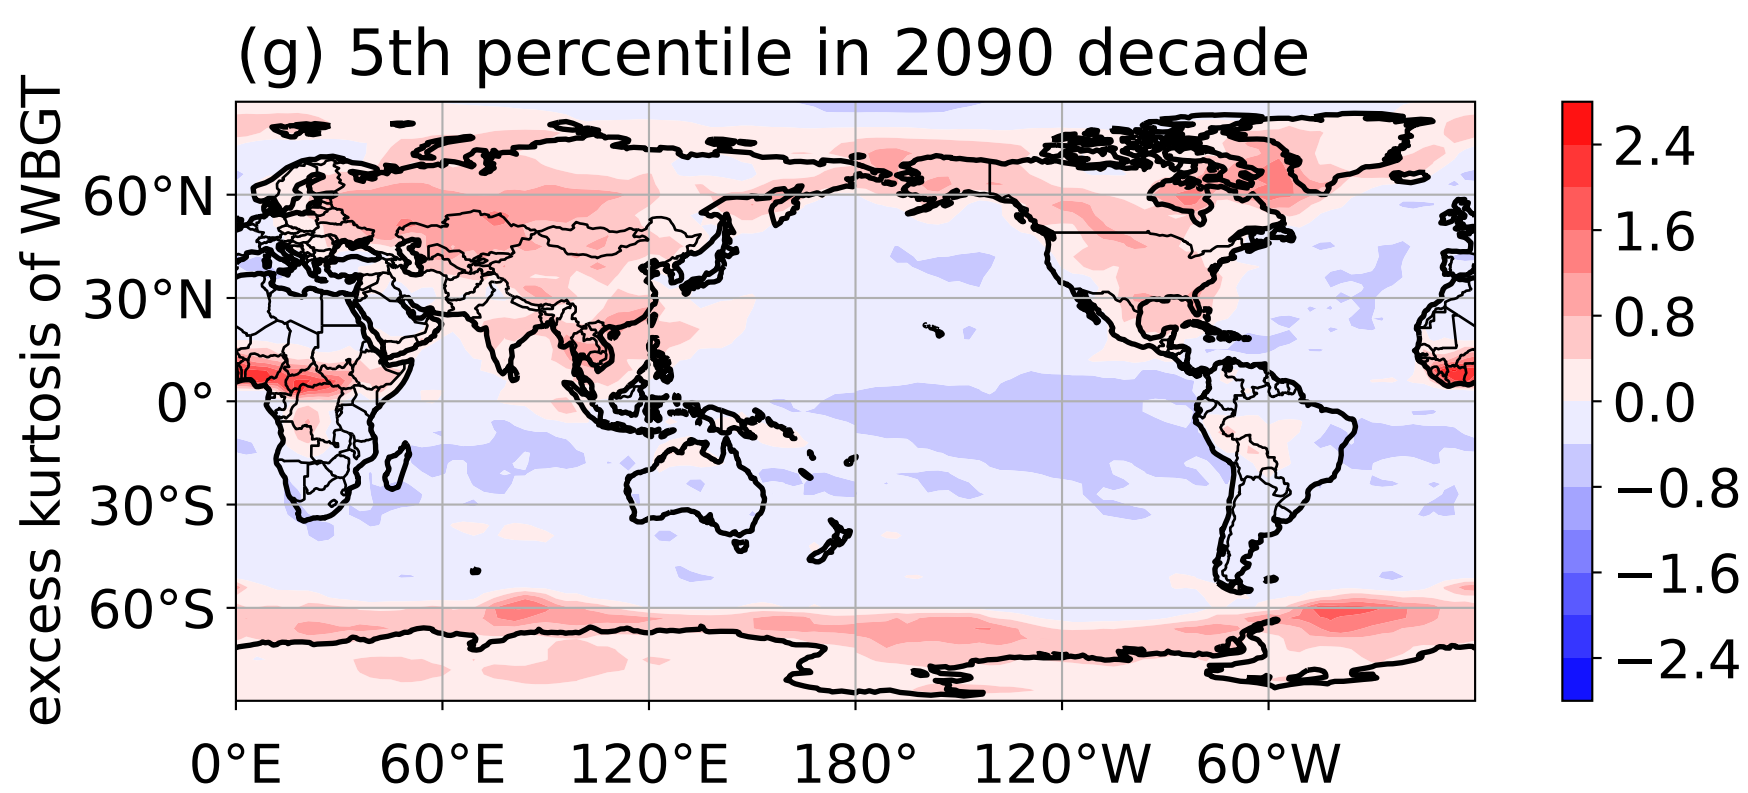 (g) 5th percentile in 2090 decade
excess kurtosis of WBGT
60°N
30°N
0°
30°S
60°S
0°E 60°E 120°E 180° 120°W 60°W
2.4
1.6
0.8
0.0
−0.8
−1.6
−2.4